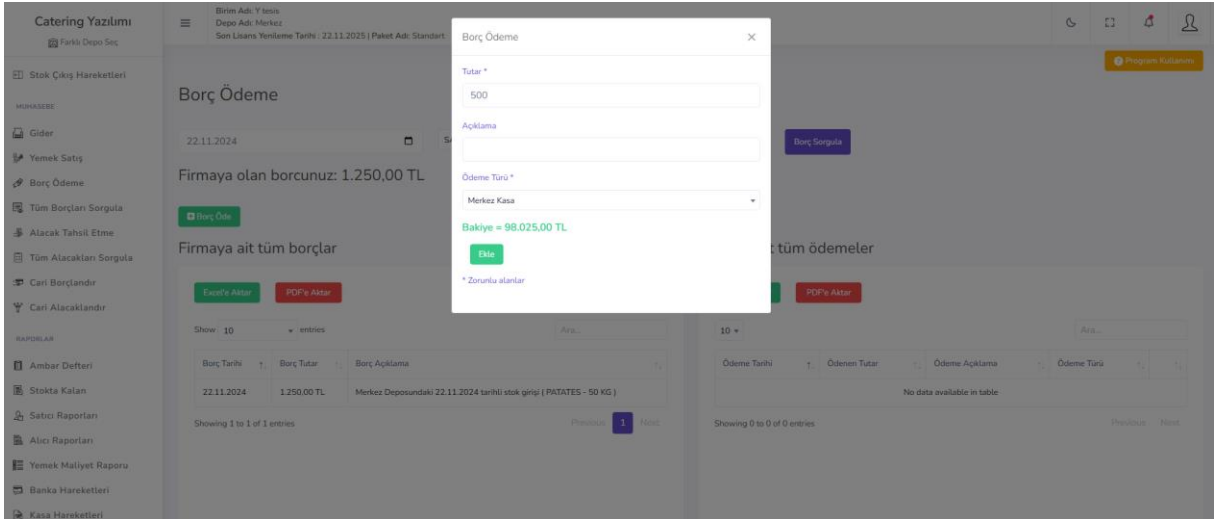 Catering Yazılımı
Farklı Depo Seç
Birim Adı: Y tesis
Depo Adı: Merkez
Son Lisans Yenileme Tarihi : 22.11.2025 | Paket Adı: Standart
Program Kullanımı
Stok Çıkış Hareketleri
MUHASEBE
Gider
Yemek Satış
Borç Ödeme
Tüm Borçları Sorgula
Alacak Tahsil Etme
Tüm Alacakları Sorgula
Cari Borçlandır
Cari Alacaklandır
RAPORLAR
Ambar Defteri
Stokta Kalan
Satıcı Raporları
Alıcı Raporları
Yemek Maliyet Raporu
Banka Hareketleri
Kasa Hareketleri
Borç Ödeme
22.11.2024
Borç Sorgula
Firmaya olan borcunuz: 1.250,00 TL
Borç Öde
Firmaya ait tüm borçlar
Excel'e Aktar PDF'e Aktar
Show 10 entries Ara...
Borç Tarihi Borç Tutar Borç Açıklama
22.11.2024 1.250,00 TL Merkez Deposundaki 22.11.2024 tarihli stok girişi ( PATATES - 50 KG )
Showing 1 to 1 of 1 entries Previous 1 Next
Borç Ödeme ×
Tutar *
500
Açıklama
Ödeme Türü *
Merkez Kasa
Bakiye = 98.025,00 TL
Ekle
* Zorunlu alanlar
tüm ödemeler
PDF'e Aktar
10 Ara...
Ödeme Tarihi Ödenen Tutar Ödeme Açıklama Ödeme Türü
No data available in table
Showing 0 to 0 of 0 entries Previous Next